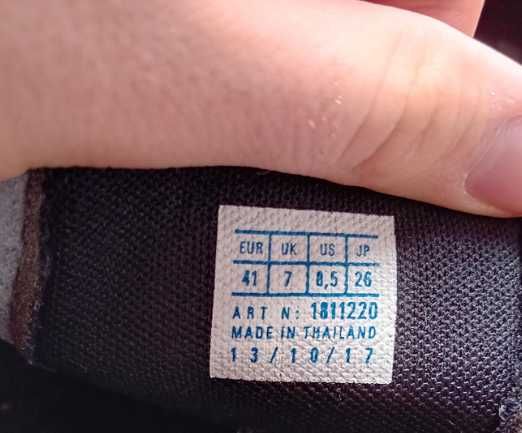 EUR UK US JP
41 7 8,5 26
ART N: 1811220
MADE IN THAILAND
13/10/17